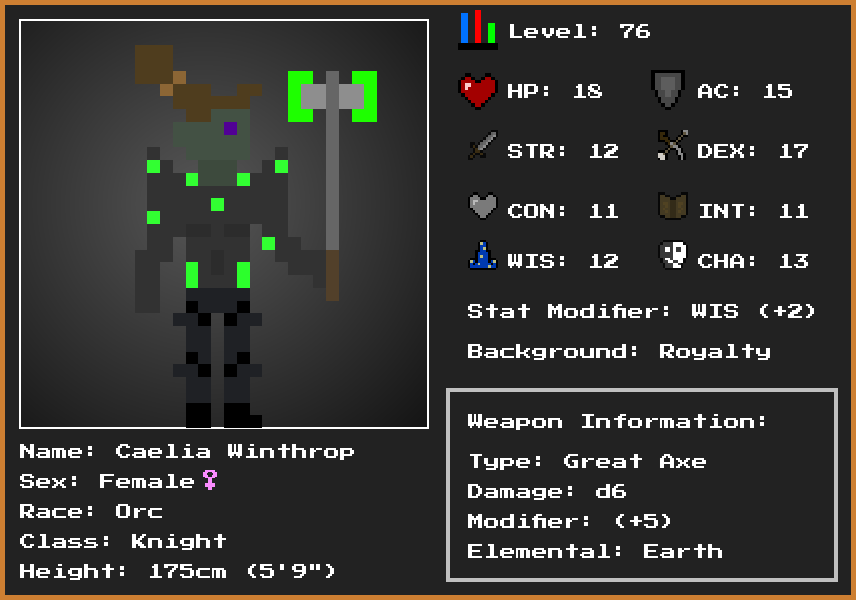 Level: 76
HP: 18
AC: 15
STR: 12
DEX: 17
CON: 11
INT: 11
WIS: 12
CHA: 13
Stat Modifier: WIS (+2)
Background: Royalty
Weapon Information:
Type: Great Axe
Damage: d6
Modifier: (+5)
Elemental: Earth
Name: Caelia Winthrop
Sex: Female♀
Race: Orc
Class: Knight
Height: 175cm (5'9")